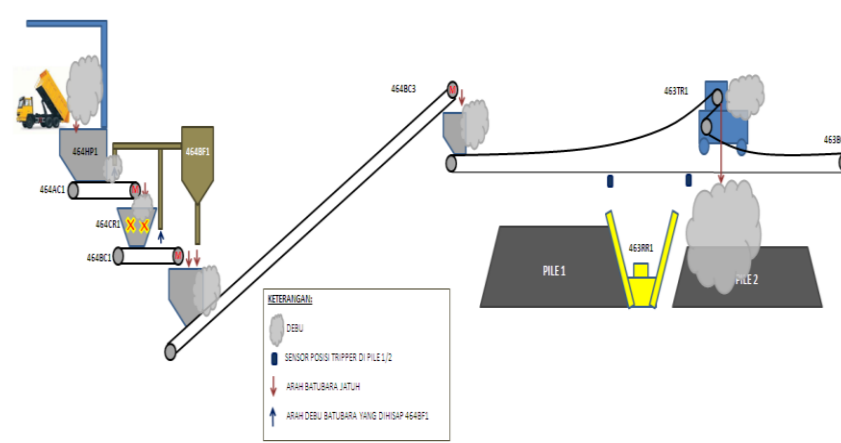 464BC3
463TR1
463B
464HP1
464BF1
464AC1
M
464CR1
X X
464BC1
M
M
463RR1
PILE 1
PILE 2
KETERANGAN:
DEBU
SENSOR POSISI TRIPPER DI PILE 1/2
ARAH BATUBARA JATUH
ARAH DEBU BATUBARA YANG DIHISAP 464BF1